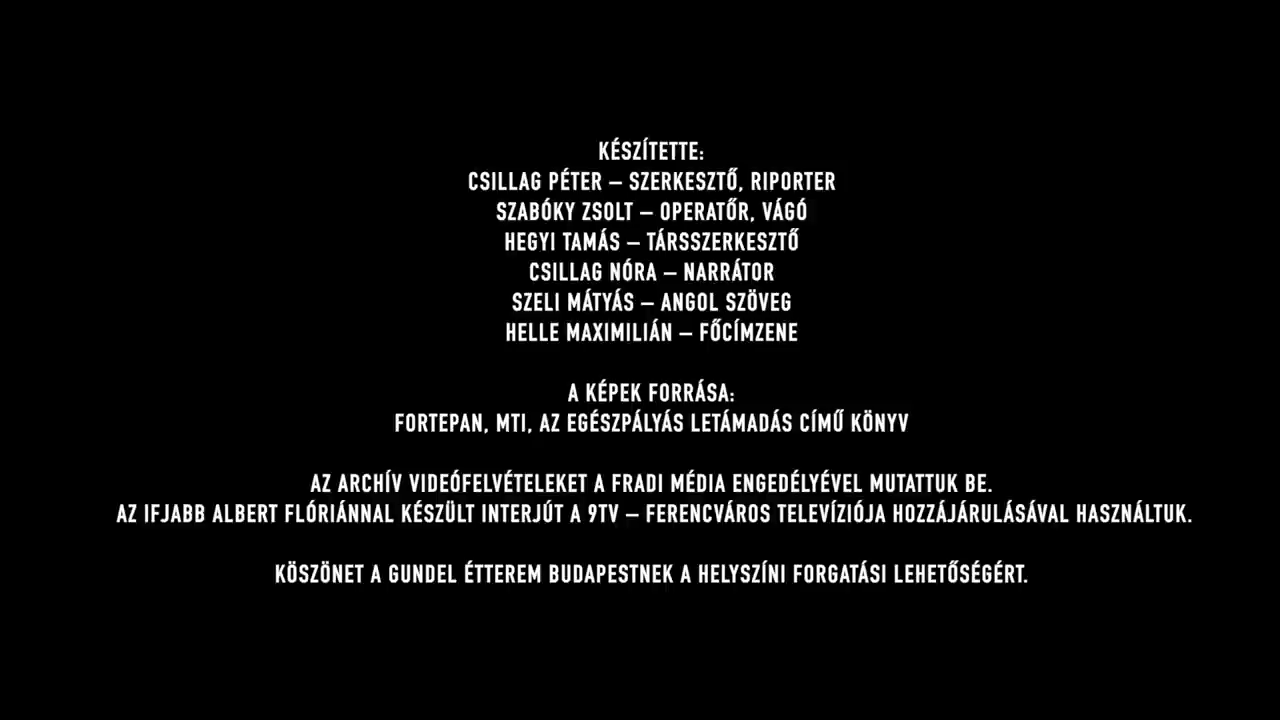 KÉSZÍTETTE:
CSILLAG PÉTER – SZERKESZTŐ, RIPORTER
SZABÓKY ZSOLT – OPERATŐR, VÁGÓ
HEGYI TAMÁS – TÁRSSZERKESZTŐ
CSILLAG NÓRA – NARRÁTOR
SZELI MÁTYÁS – ANGOL SZÖVEG
HELLE MAXIMILIÁN – FŐCÍMZENE
A KÉPEK FORRÁSA:
FORTEPAN, MTI, AZ EGÉSZPÁLYÁS LETÁMADÁS CÍMŰ KÖNYV
AZ ARCHÍV VIDEÓFELVÉTELEKET A FRADI MÉDIA ENGEDÉLYÉVEL MUTATTUK BE.
AZ IFJABB ALBERT FLÓRIÁNNAL KÉSZÜLT INTERJÚT A 9TV – FERENCVÁROS TELEVÍZIÓJA HOZZÁJÁRULÁSÁVAL HASZNÁLTUK.
KÖSZÖNET A GUNDEL ÉTTEREM BUDAPESTNEK A HELYSZÍNI FORGATÁSI LEHETŐSÉGÉRT.